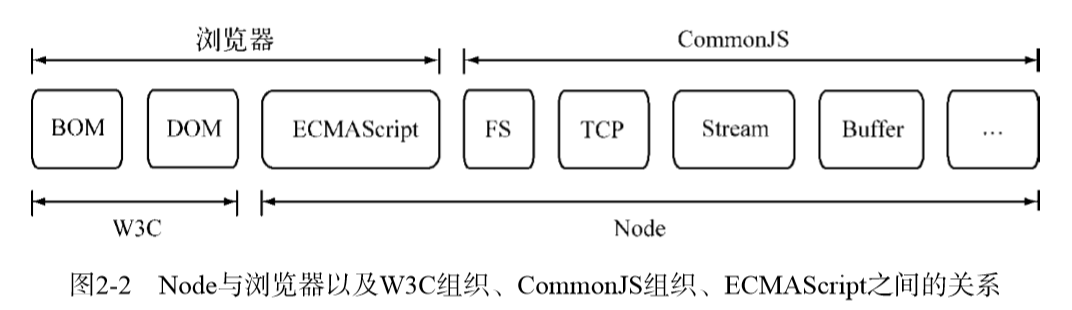 浏览器 CommonJS
BOM DOM ECMAScript FS TCP Stream Buffer ...
W3C Node
图2-2 Node与浏览器以及W3C组织、CommonJS组织、ECMAScript之间的关系